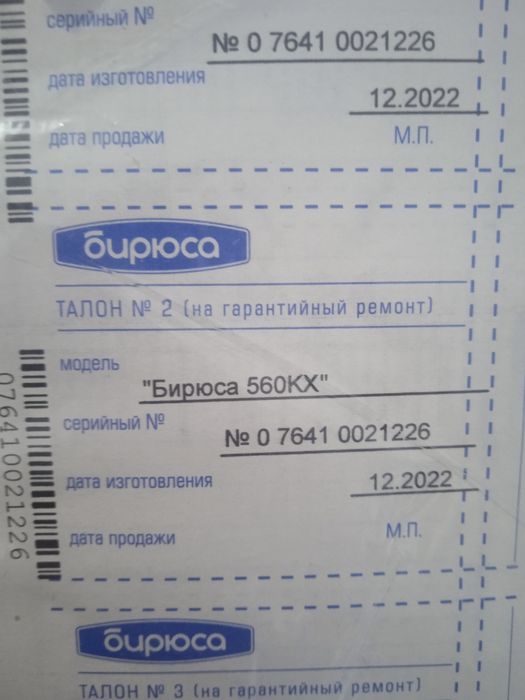 серийный №
№ 0 7641 0021226
дата изготовления
12.2022
дата продажи
М.П.
бирюса
ТАЛОН № 2 (на гарантийный ремонт)
модель
"Бирюса 560КХ"
серийный №
№ 0 7641 0021226
дата изготовления
12.2022
дата продажи
М.П.
076410021226
бирюса
ТАЛОН № 3 (на гарантийный ремонт)